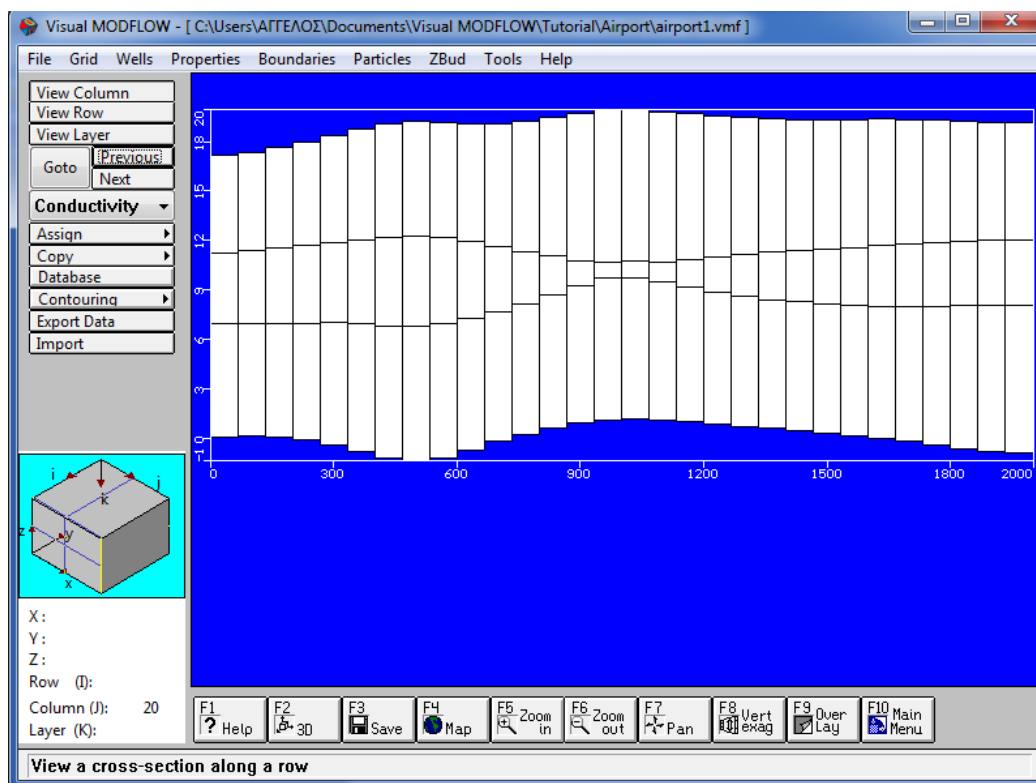 Visual MODFLOW - [ C:\Users\ΑΓΓΕΛΟΣ\Documents\Visual MODFLOW\Tutorial\Airport\airport1.vmf ]
File Grid Wells Properties Boundaries Particles ZBud Tools Help
View Column
View Row
View Layer
Goto
Previous
Next
Conductivity
Assign
Copy
Database
Contouring
Export Data
Import
20
18
15
12
9
6
3
0
-1
0 300 600 900 1200 1500 1800 2000
i
j
k
z
y
x
X :
Y :
Z :
Row (I):
Column (J): 20
Layer (K):
F1 ? Help
F2 3D
F3 Save
F4 Map
F5 Zoom in
F6 Zoom out
F7 Pan
F8 Vert exag
F9 Over Lay
F10 Main Menu
View a cross-section along a row